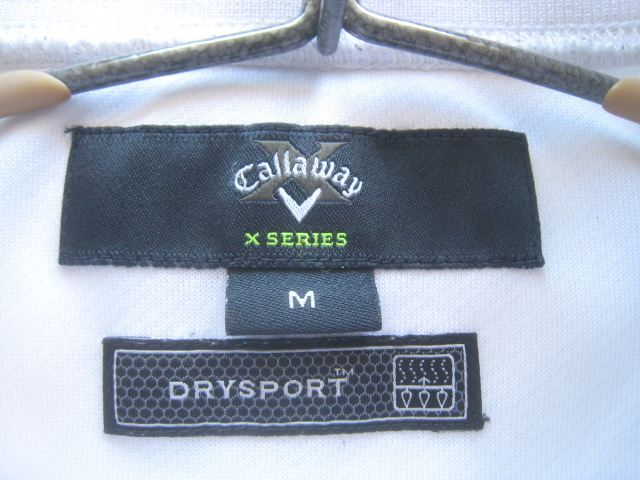 X
Callaway
X SERIES
M
DRYSPORT™